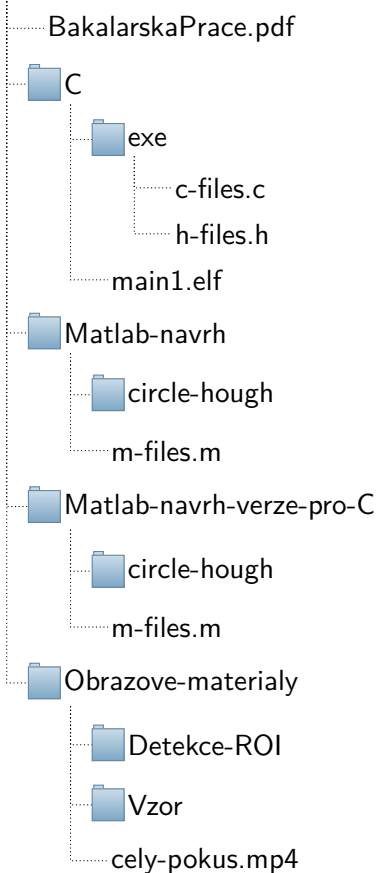 BakalarskaPrace.pdf
C
exe
c-files.c
h-files.h
main1.elf
Matlab-navrh
circle-hough
m-files.m
Matlab-navrh-verze-pro-C
circle-hough
m-files.m
Obrazove-materialy
Detekce-ROI
Vzor
cely-pokus.mp4